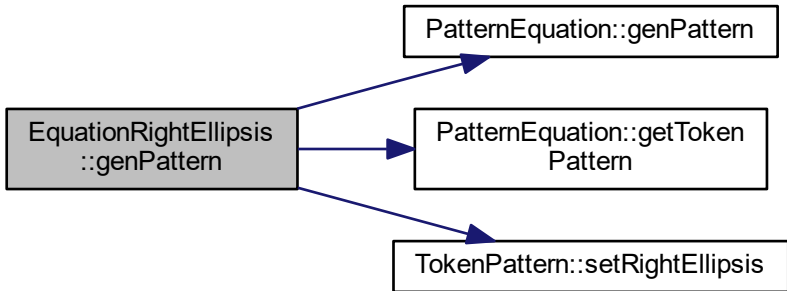 EquationRightEllipsis
::genPattern
PatternEquation::genPattern
PatternEquation::getToken
Pattern
TokenPattern::setRightEllipsis